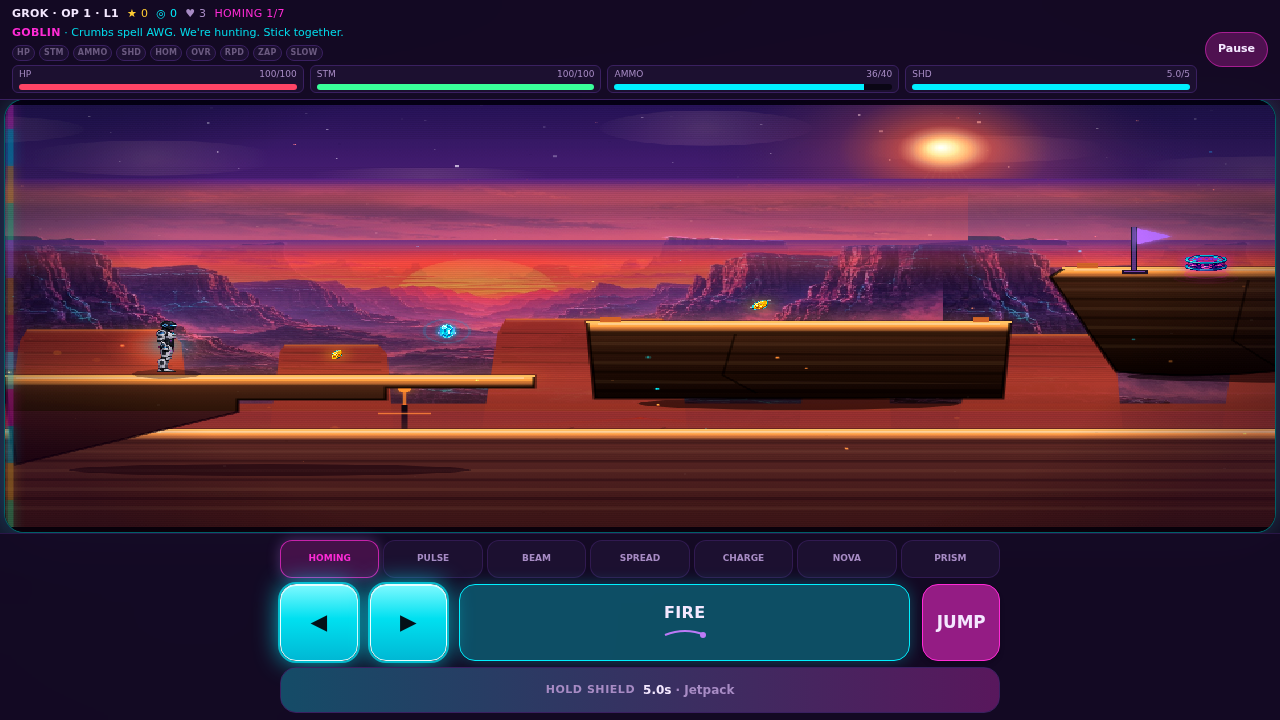 GROK · OP 1 · L1 ★ 0 ◎ 0 ♥ 3 HOMING 1/7
GOBLIN · Crumbs spell AWG. We're hunting. Stick together.
HP STM AMMO SHD HOM OVR RPD ZAP SLOW
Pause
HP 100/100 STM 100/100 AMMO 36/40 SHD 5.0/5
HOMING PULSE BEAM SPREAD CHARGE NOVA PRISM
◀ ▶ FIRE JUMP
HOLD SHIELD 5.0s · Jetpack